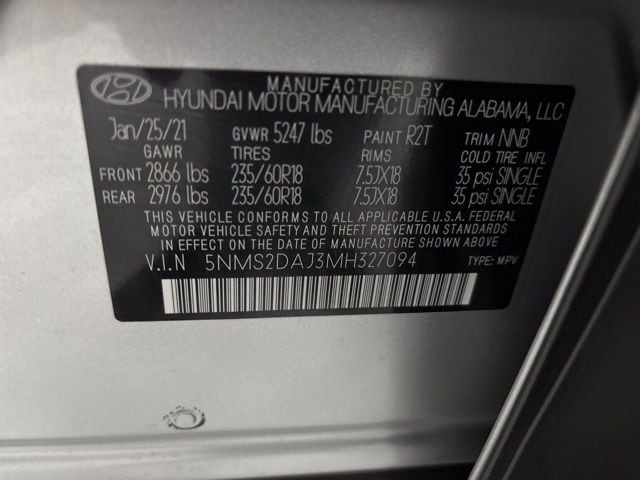 MANUFACTURED BY
HYUNDAI MOTOR MANUFACTURING ALABAMA, LLC
Jan/25/21 GVWR 5247 lbs PAINT R2T TRIM NNB
GAWR TIRES RIMS COLD TIRE INFL
FRONT 2866 lbs 235/60R18 7.5JX18 35 psi SINGLE
REAR 2976 lbs 235/60R18 7.5JX18 35 psi SINGLE
THIS VEHICLE CONFORMS TO ALL APPLICABLE U.S.A. FEDERAL
MOTOR VEHICLE SAFETY AND THEFT PREVENTION STANDARDS
IN EFFECT ON THE DATE OF MANUFACTURE SHOWN ABOVE.
V.I.N 5NMS2DAJ3MH327094 TYPE: MPV